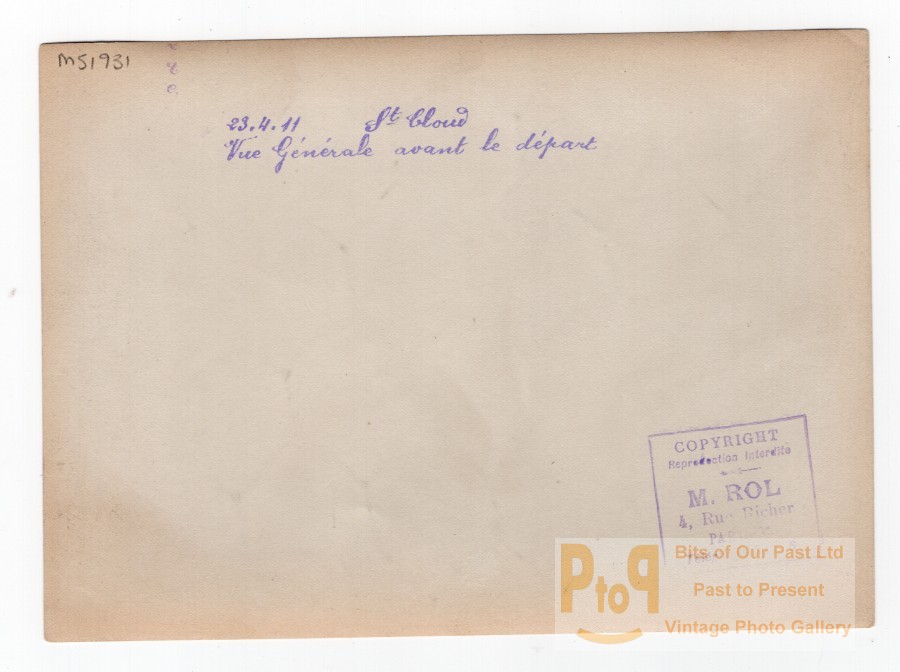 M51931
23.4.11 St Cloud
Vue Générale avant le départ
COPYRIGHT
Reproduction Interdite
M. ROL
4, Rue Richer
PtoP
Bits of Our Past Ltd
Past to Present
Vintage Photo Gallery